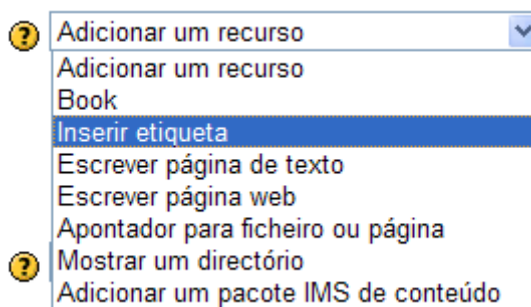 Adicionar um recurso
Adicionar um recurso
Book
Inserir etiqueta
Escrever página de texto
Escrever página web
Apontador para ficheiro ou página
Mostrar um directório
Adicionar um pacote IMS de conteúdo